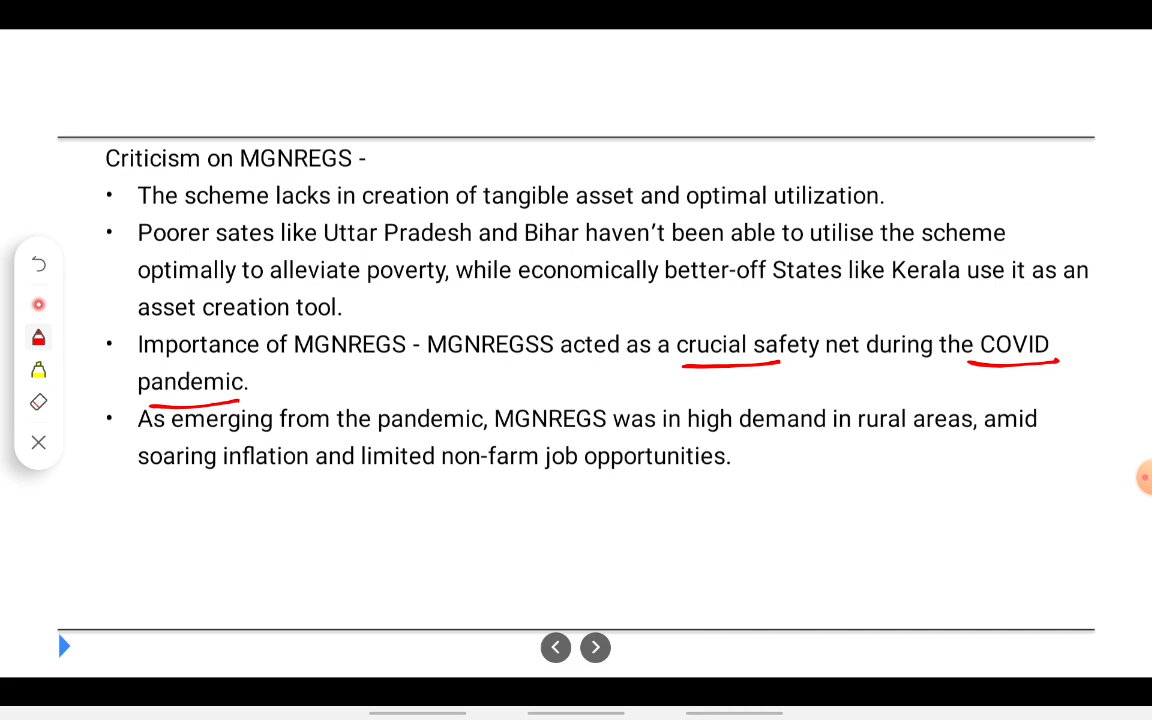 Criticism on MGNREGS -
• The scheme lacks in creation of tangible asset and optimal utilization.
• Poorer sates like Uttar Pradesh and Bihar haven’t been able to utilise the scheme
optimally to alleviate poverty, while economically better-off States like Kerala use it as an
asset creation tool.
• Importance of MGNREGS - MGNREGSS acted as a crucial safety net during the COVID
pandemic.
• As emerging from the pandemic, MGNREGS was in high demand in rural areas, amid
soaring inflation and limited non-farm job opportunities.